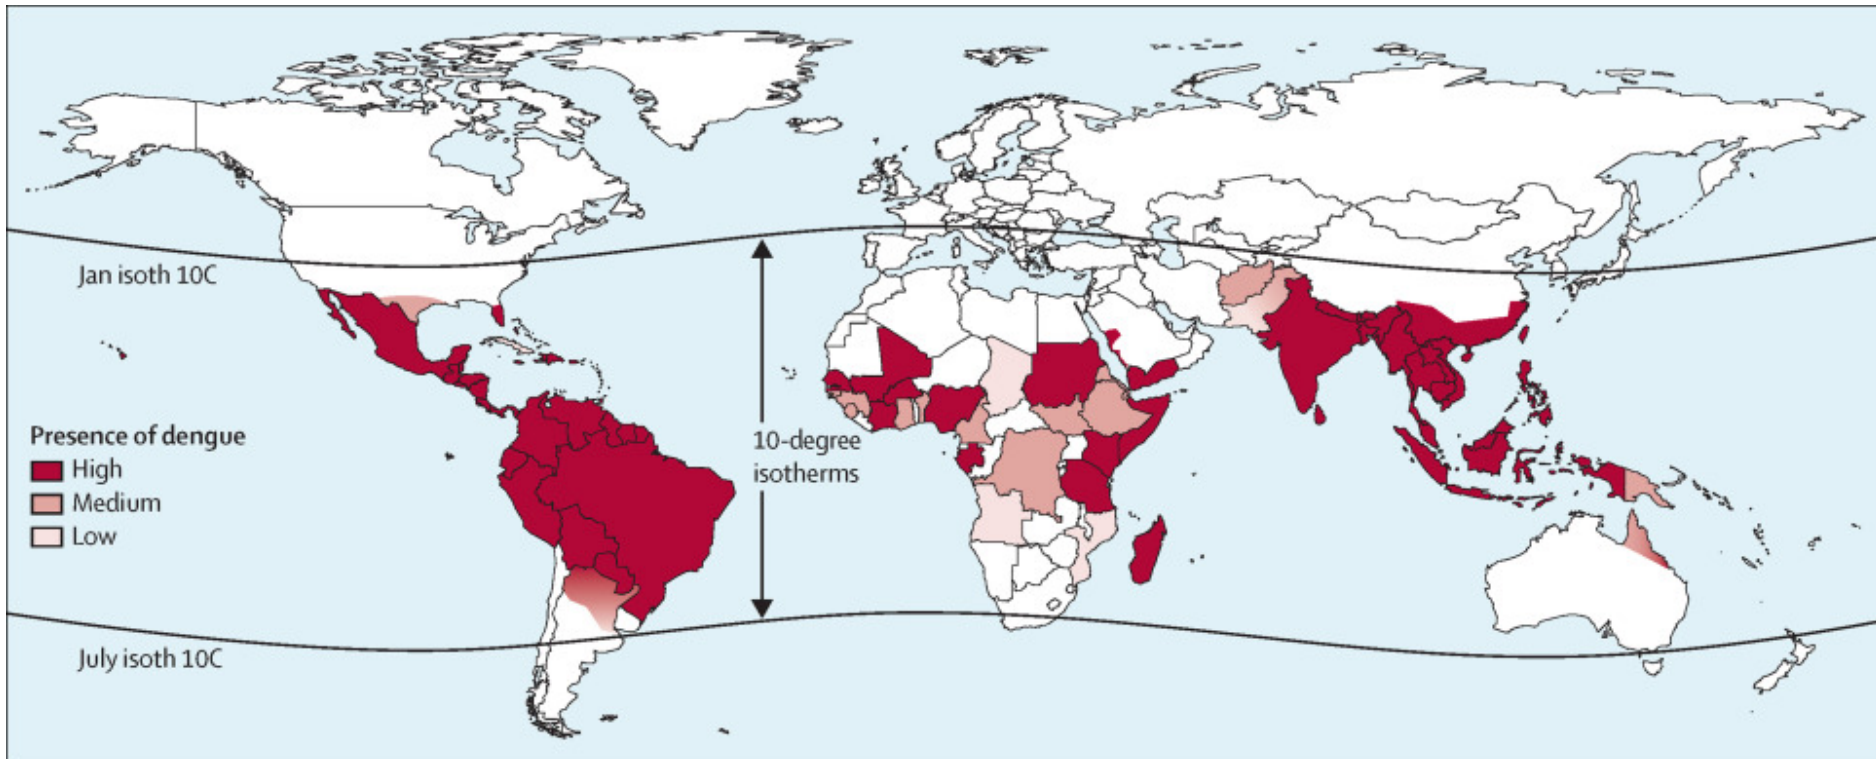 Jan isoth 10C
Presence of dengue
High
Medium
Low
10-degree
isotherms
July isoth 10C